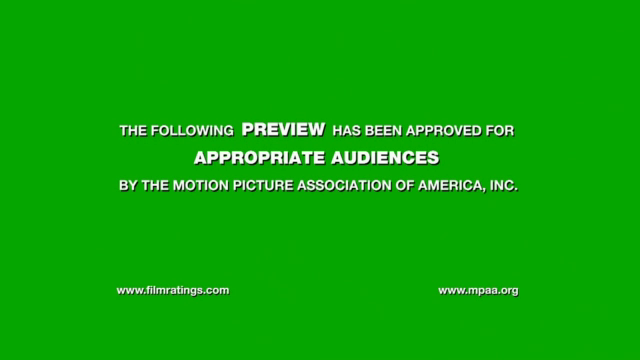 THE FOLLOWING PREVIEW HAS BEEN APPROVED FOR
APPROPRIATE AUDIENCES
BY THE MOTION PICTURE ASSOCIATION OF AMERICA, INC.
www.filmratings.com www.mpaa.org